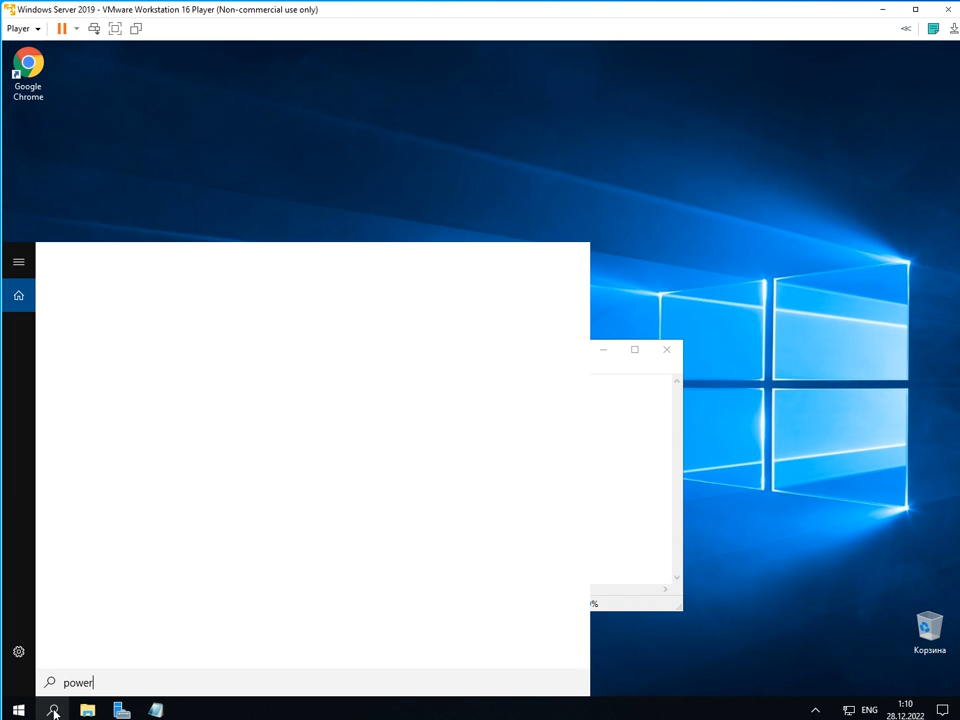 Windows Server 2019 - VMware Workstation 16 Player (Non-commercial use only)
Player
Google
Chrome
%
Корзина
power
ENG
1:10
28.12.2022